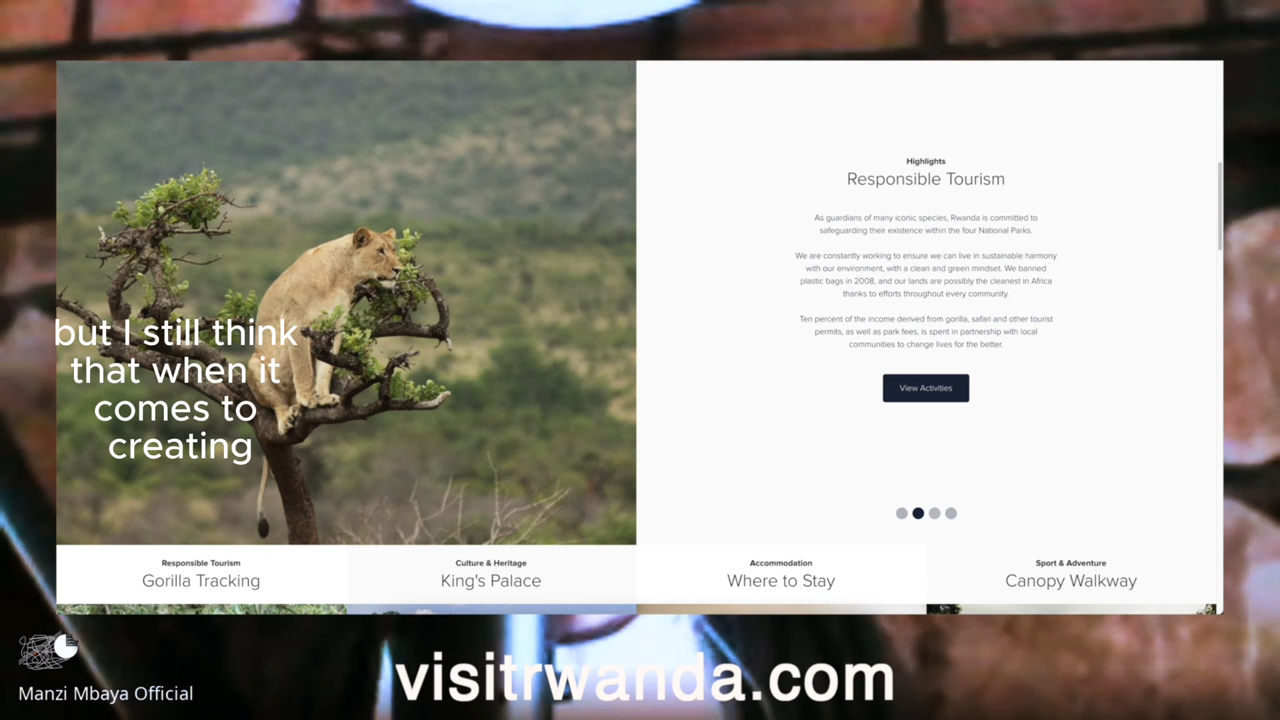 but I still think
that when it
comes to
creating
Highlights
Responsible Tourism
As guardians of many iconic species, Rwanda is committed to
safeguarding their existence within the four National Parks.
We are constantly working to ensure we can live in sustainable harmony
with our environment, with a clean and green mindset. We banned
plastic bags in 2008, and our lands are possibly the cleanest in Africa
thanks to efforts throughout every community.
Ten percent of the income derived from gorilla, safari and other tourist
permits, as well as park fees, is spent in partnership with local
communities to change lives for the better.
View Activities
Responsible Tourism
Gorilla Tracking
Culture & Heritage
King's Palace
Accommodation
Where to Stay
Sport & Adventure
Canopy Walkway
Manzi Mbaya Official
visitrwanda.com